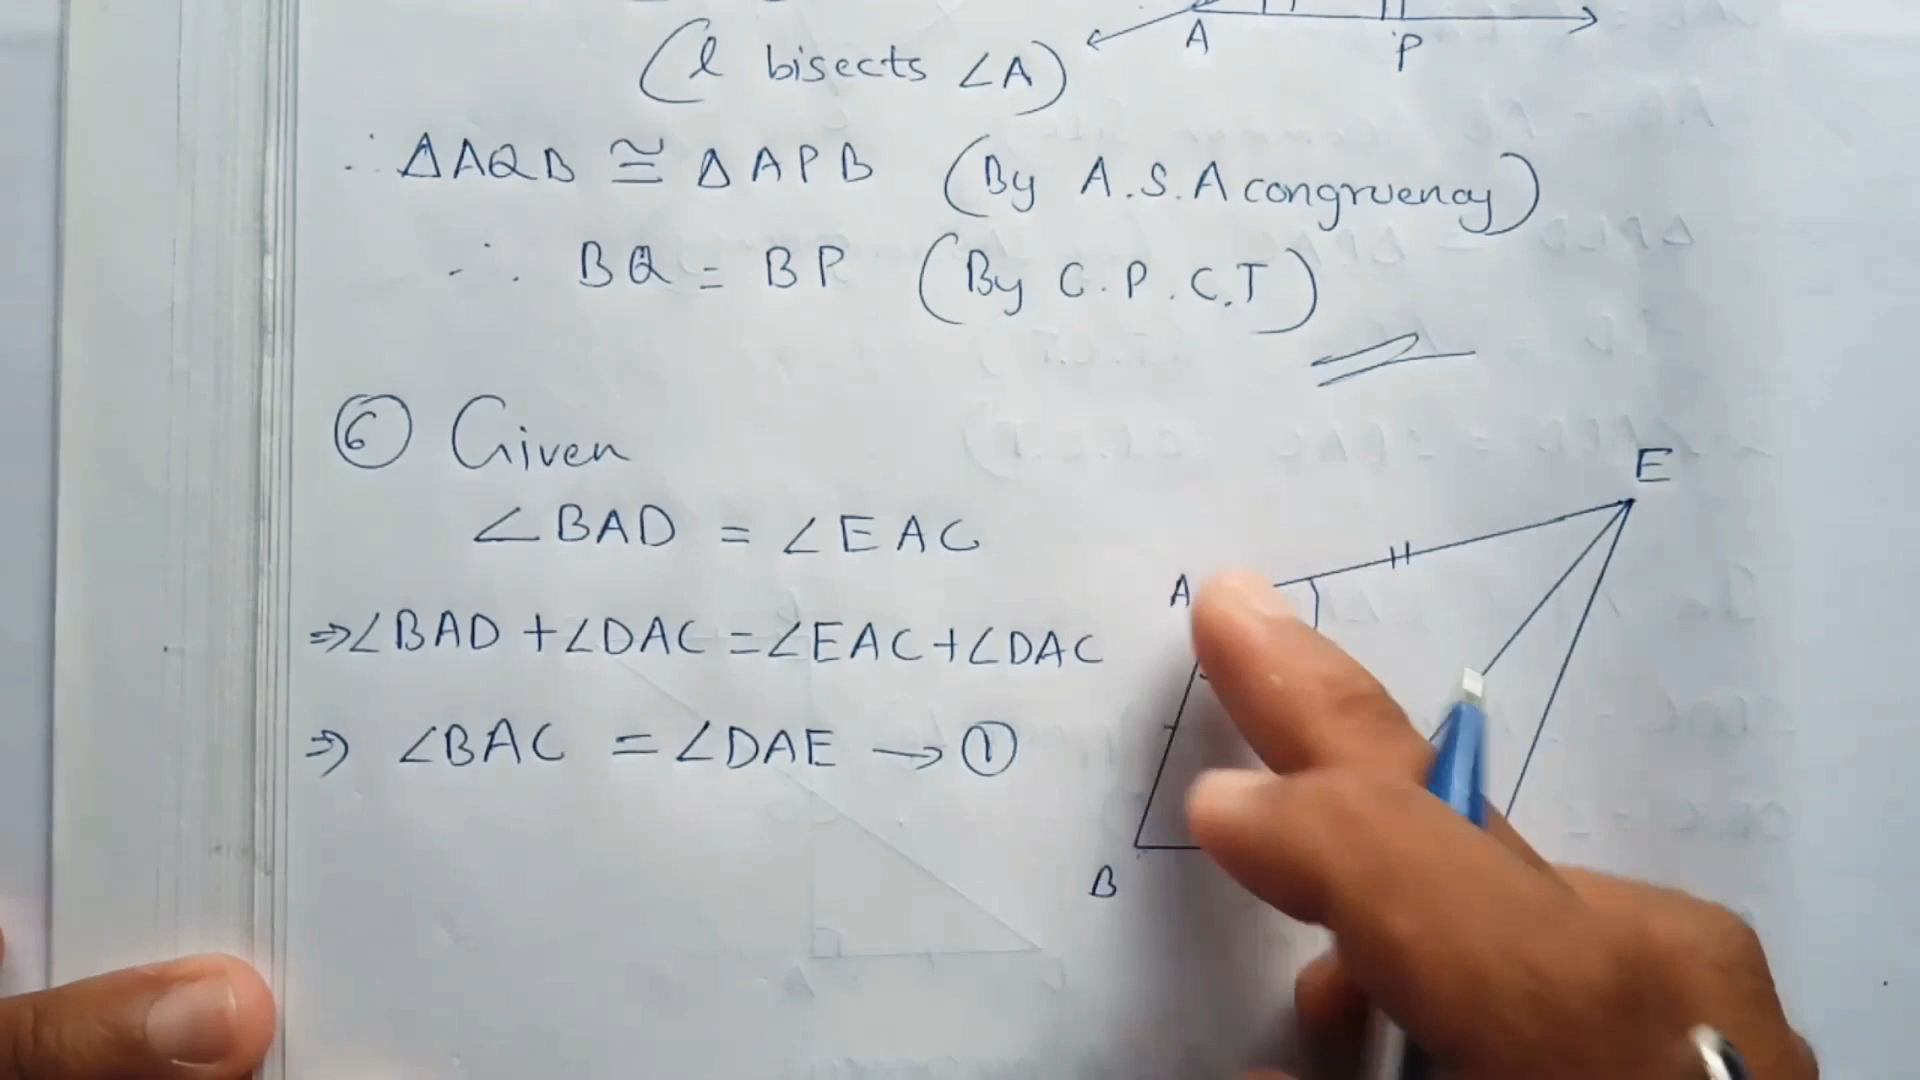 A P
(l bisects ∠A)
∴ ΔAQB ≅ ΔAPB (By A.S.A congruency)
∴ BQ = BP (By C.P.C.T)
⑥ Given
E
∠BAD = ∠EAC
A
⇒∠BAD +∠DAC =∠EAC+∠DAC
⇒ ∠BAC = ∠DAE → ①
B